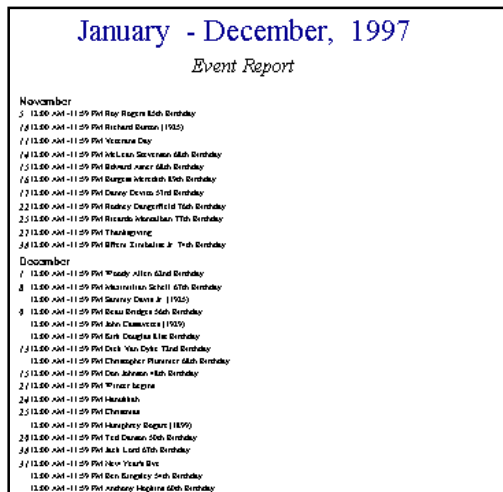 January - December, 1997
Event Report
November
5 12:00 AM - 11:59 PM Roy Rogers 85th Birthday
12:00 AM - 11:59 PM Richard Burton (1925)
11 12:00 AM - 11:59 PM Veterans Day
14 12:00 AM - 11:59 PM McLean Stevenson 68th Birthday
15 12:00 AM - 11:59 PM Edward Asner 68th Birthday
16 12:00 AM - 11:59 PM Burgess Meredith 89th Birthday
17 12:00 AM - 11:59 PM Danny Devito 53rd Birthday
22 12:00 AM - 11:59 PM Rodney Dangerfield 76th Birthday
25 12:00 AM - 11:59 PM Ricardo Montalban 77th Birthday
27 12:00 AM - 11:59 PM Thanksgiving
30 12:00 AM - 11:59 PM Efrem Zimbalist Jr. Birthday
December
1 12:00 AM - 11:59 PM Woody Allen 62nd Birthday
8 12:00 AM - 11:59 PM Maximilian Schell 67th Birthday
12:00 AM - 11:59 PM Sammy Davis Jr. (1925)
9 12:00 AM - 11:59 PM Beau Bridges 56th Birthday
12:00 AM - 11:59 PM John Cassavetes (1929)
12:00 AM - 11:59 PM Kirk Douglas 81st Birthday
13 12:00 AM - 11:59 PM Dick Van Dyke 72nd Birthday
12:00 AM - 11:59 PM Christopher Plummer 68th Birthday
15 12:00 AM - 11:59 PM Don Johnson 48th Birthday
21 12:00 AM - 11:59 PM Winter begins
24 12:00 AM - 11:59 PM Hanukkah
25 12:00 AM - 11:59 PM Christmas
12:00 AM - 11:59 PM Humphrey Bogart (1899)
29 12:00 AM - 11:59 PM Ted Danson 50th Birthday
30 12:00 AM - 11:59 PM Jack Lord 67th Birthday
31 12:00 AM - 11:59 PM New Year's Eve
12:00 AM - 11:59 PM Ben Kingsley 54th Birthday
12:00 AM - 11:59 PM Anthony Hopkins 60th Birthday